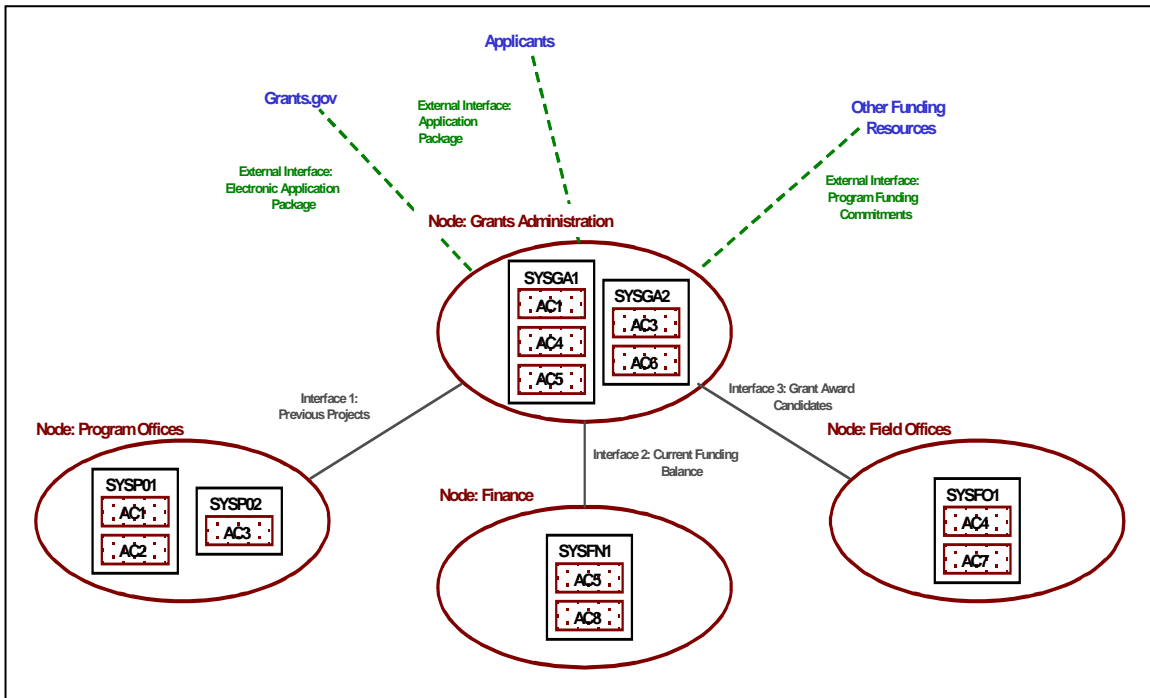 Applicants
Grants.gov
External Interface:
Application
Package
Other Funding
Resources
External Interface:
Electronic Application
Package
External Interface:
Program Funding
Commitments
Node: Grants Administration
SYSGA1
AC1
AC4
AC5
SYSGA2
AC3
AC6
Interface 1:
Previous Projects
Interface 3: Grant Award
Candidates
Node: Program Offices
SYSP01
AC1
AC2
SYSP02
AC3
Interface 2: Current Funding
Balance
Node: Finance
SYSFN1
AC5
AC8
Node: Field Offices
SYSFO1
AC4
AC7